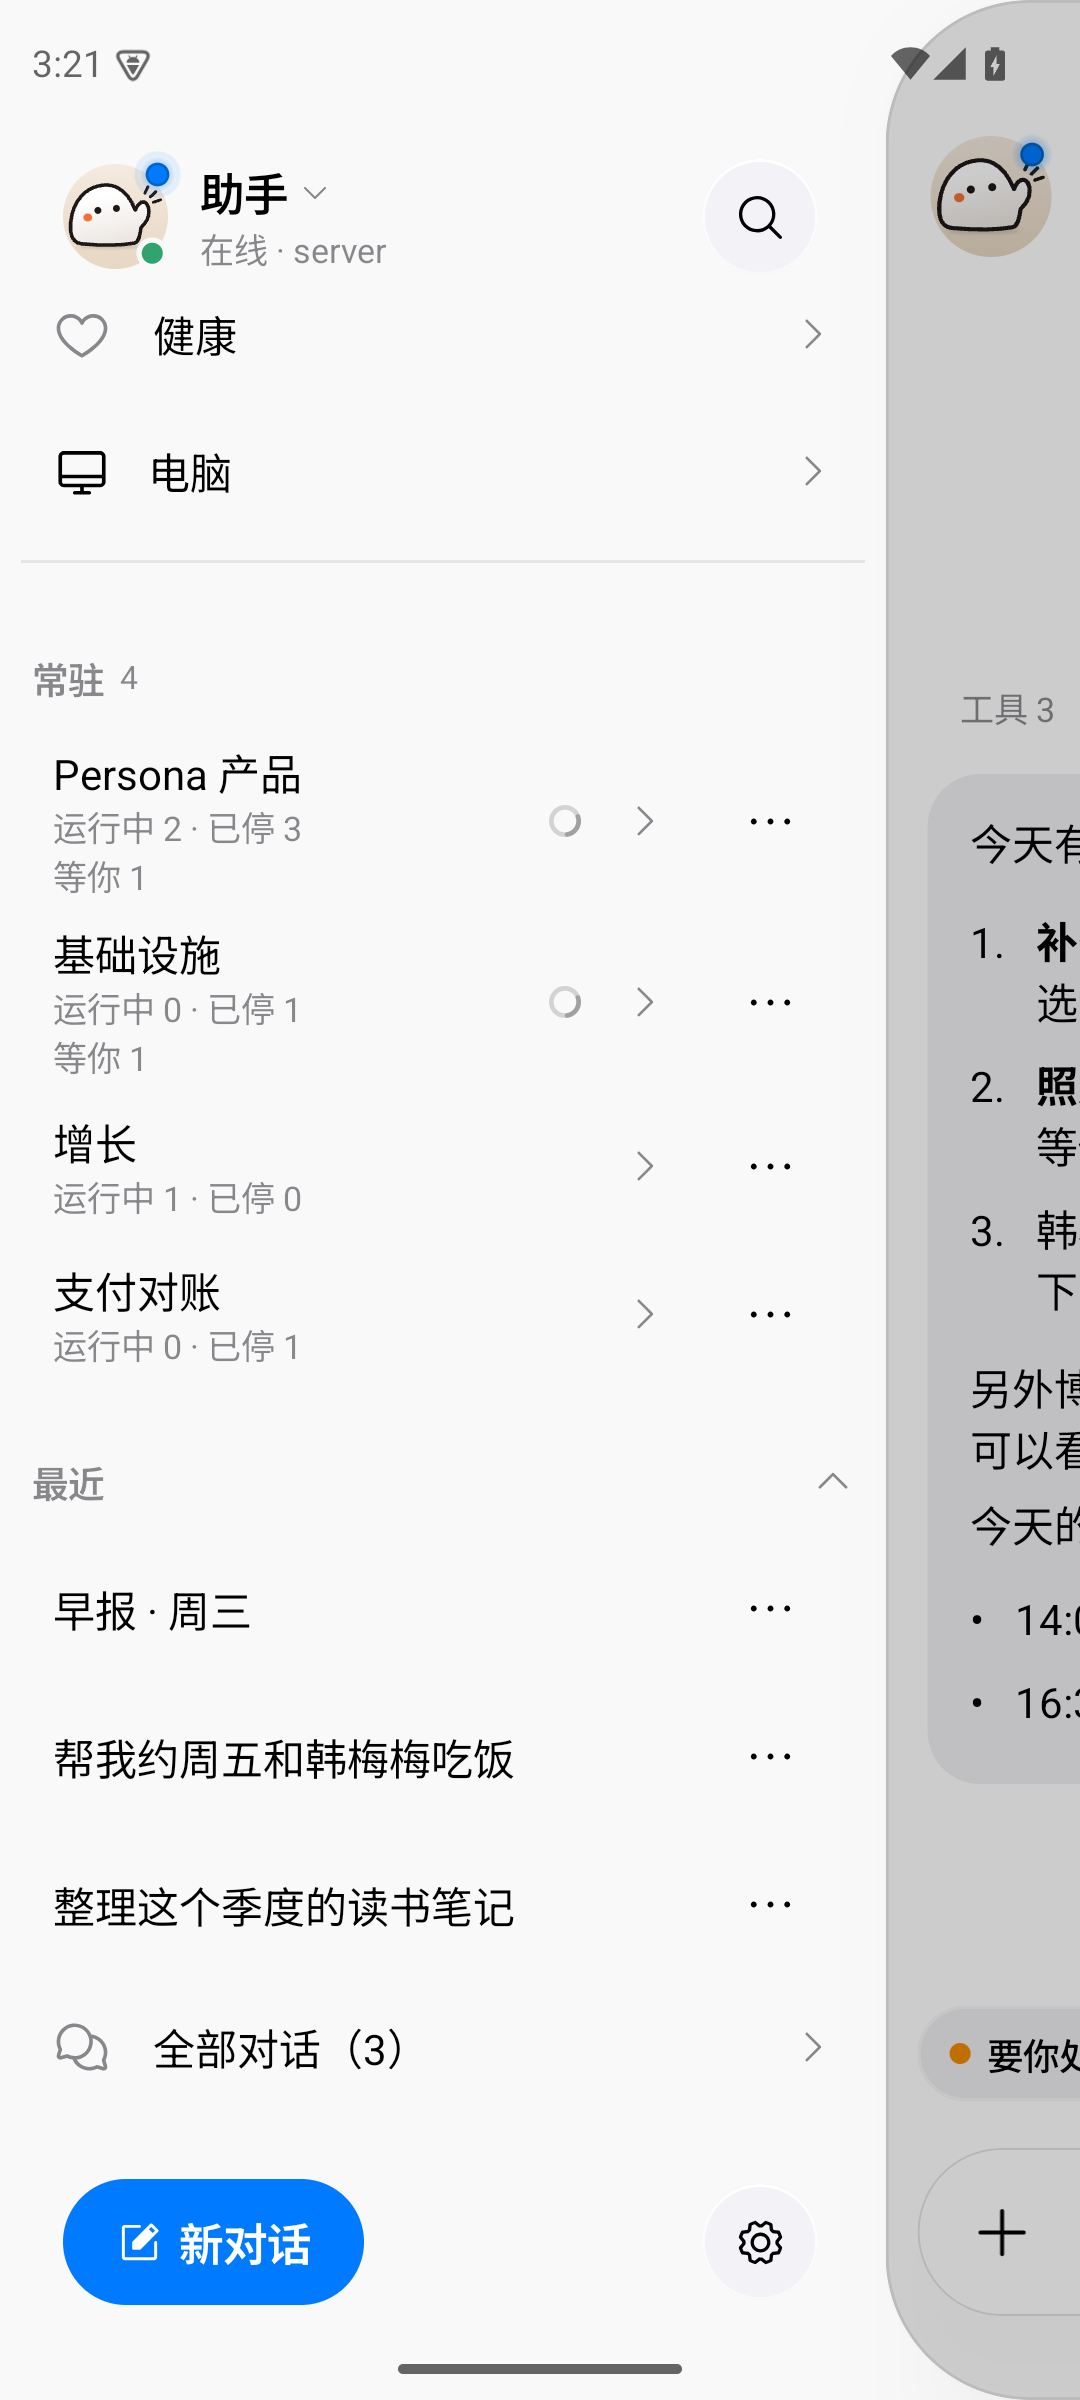 3:21
助手
在线 · server
健康
电脑
常驻 4
Persona 产品
运行中 2 · 已停 3
等你 1
基础设施
运行中 0 · 已停 1
等你 1
增长
运行中 1 · 已停 0
支付对账
运行中 0 · 已停 1
最近
早报 · 周三
帮我约周五和韩梅梅吃饭
整理这个季度的读书笔记
全部对话（3）
新对话
工具 3
今天有
1. 补
选
2. 照
等
3. 韩
下
另外博
可以看
今天的
• 14:0
• 16:3
要你处